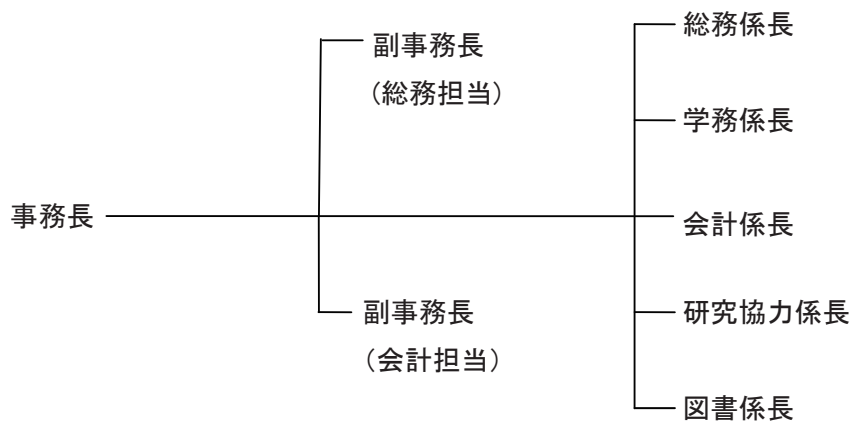 事務長
副事務長
（総務担当）
副事務長
（会計担当）
総務係長
学務係長
会計係長
研究協力係長
図書係長